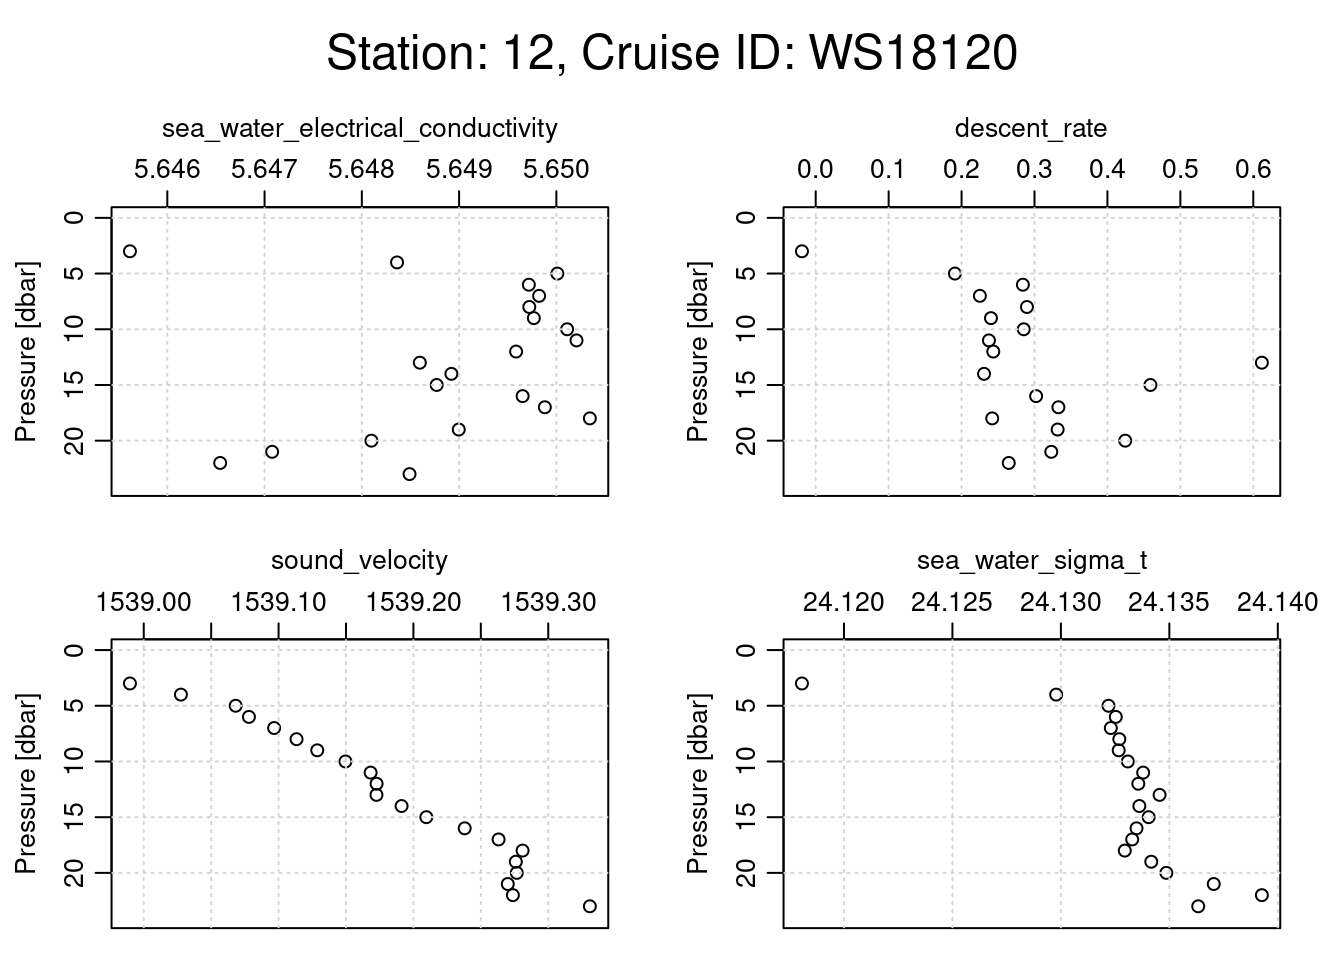 Station: 12, Cruise ID: WS18120
sea_water_electrical_conductivity
5.646 5.647 5.648 5.649 5.650
Pressure [dbar]
0
5
10
15
20
descent_rate
0.0 0.1 0.2 0.3 0.4 0.5 0.6
Pressure [dbar]
0
5
10
15
20
sound_velocity
1539.00 1539.10 1539.20 1539.30
Pressure [dbar]
0
5
10
15
20
sea_water_sigma_t
24.120 24.125 24.130 24.135 24.140
Pressure [dbar]
0
5
10
15
20